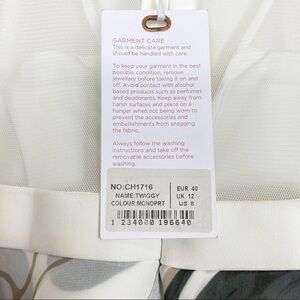 GARMENT CARE
This is a delicate garment and
should be handled with care.
To keep your garment in the best
possible condition, remove
jewellery before taking it on and
off. Avoid contact with alcohol
based products such as perfumes
and deodorants. Keep away from
harsh surfaces and place on a
hanger when not being worn to
prevent the accessories and
embellishments from snagging
the fabric.
Always follow the washing
instructions and take off the
removable accessories before
washing.
NO:CH1716
NAME:TWIGGY
COLOUR:MONOPRT
EUR 40
UK 12
US 8
1 234000 196640